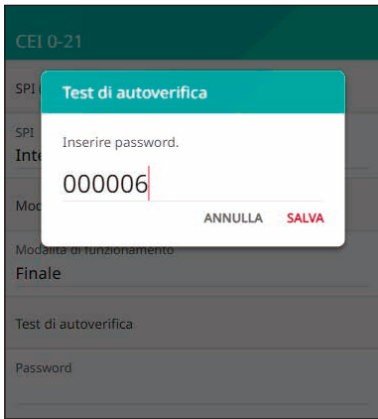 CEI 0-21
SPI
Test di autoverifica
Inserire password.
SPI
Inte
000006
ANNULLA SALVA
Mod
Modalità di funzionamento
Finale
Test di autoverifica
Password